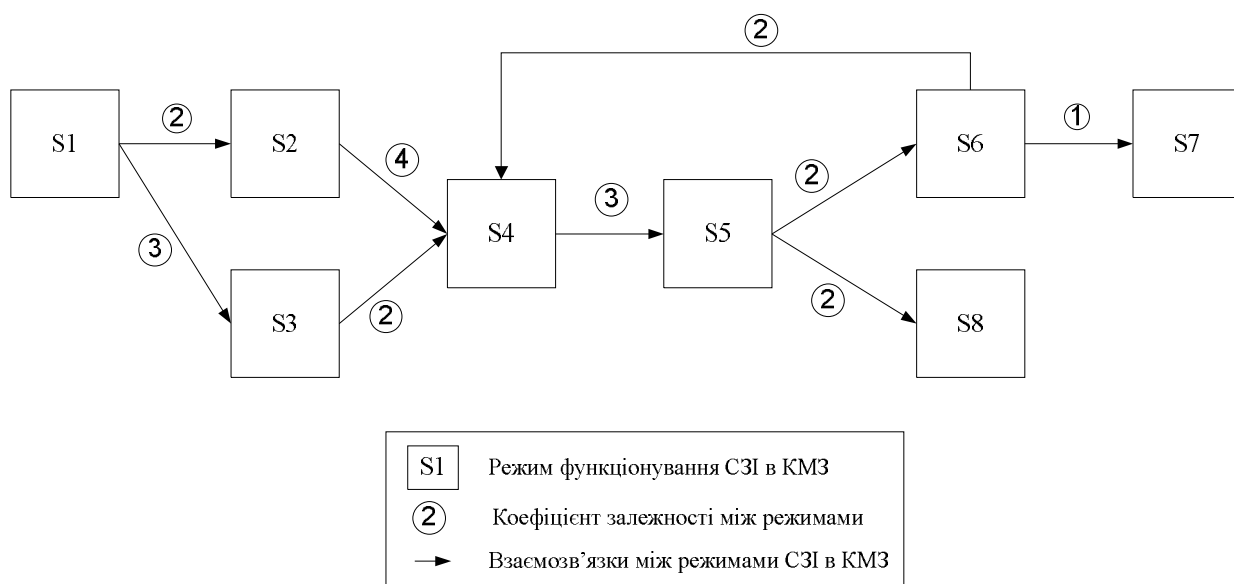 2
S1
2
S2
S6
1
S7
4
2
S4
3
S5
3
S3
2
2
S8
S1 Режим функціонування СЗІ в КМЗ
2 Коефіцієнт залежності між режимами
Взаємозв’язки між режимами СЗІ в КМЗ